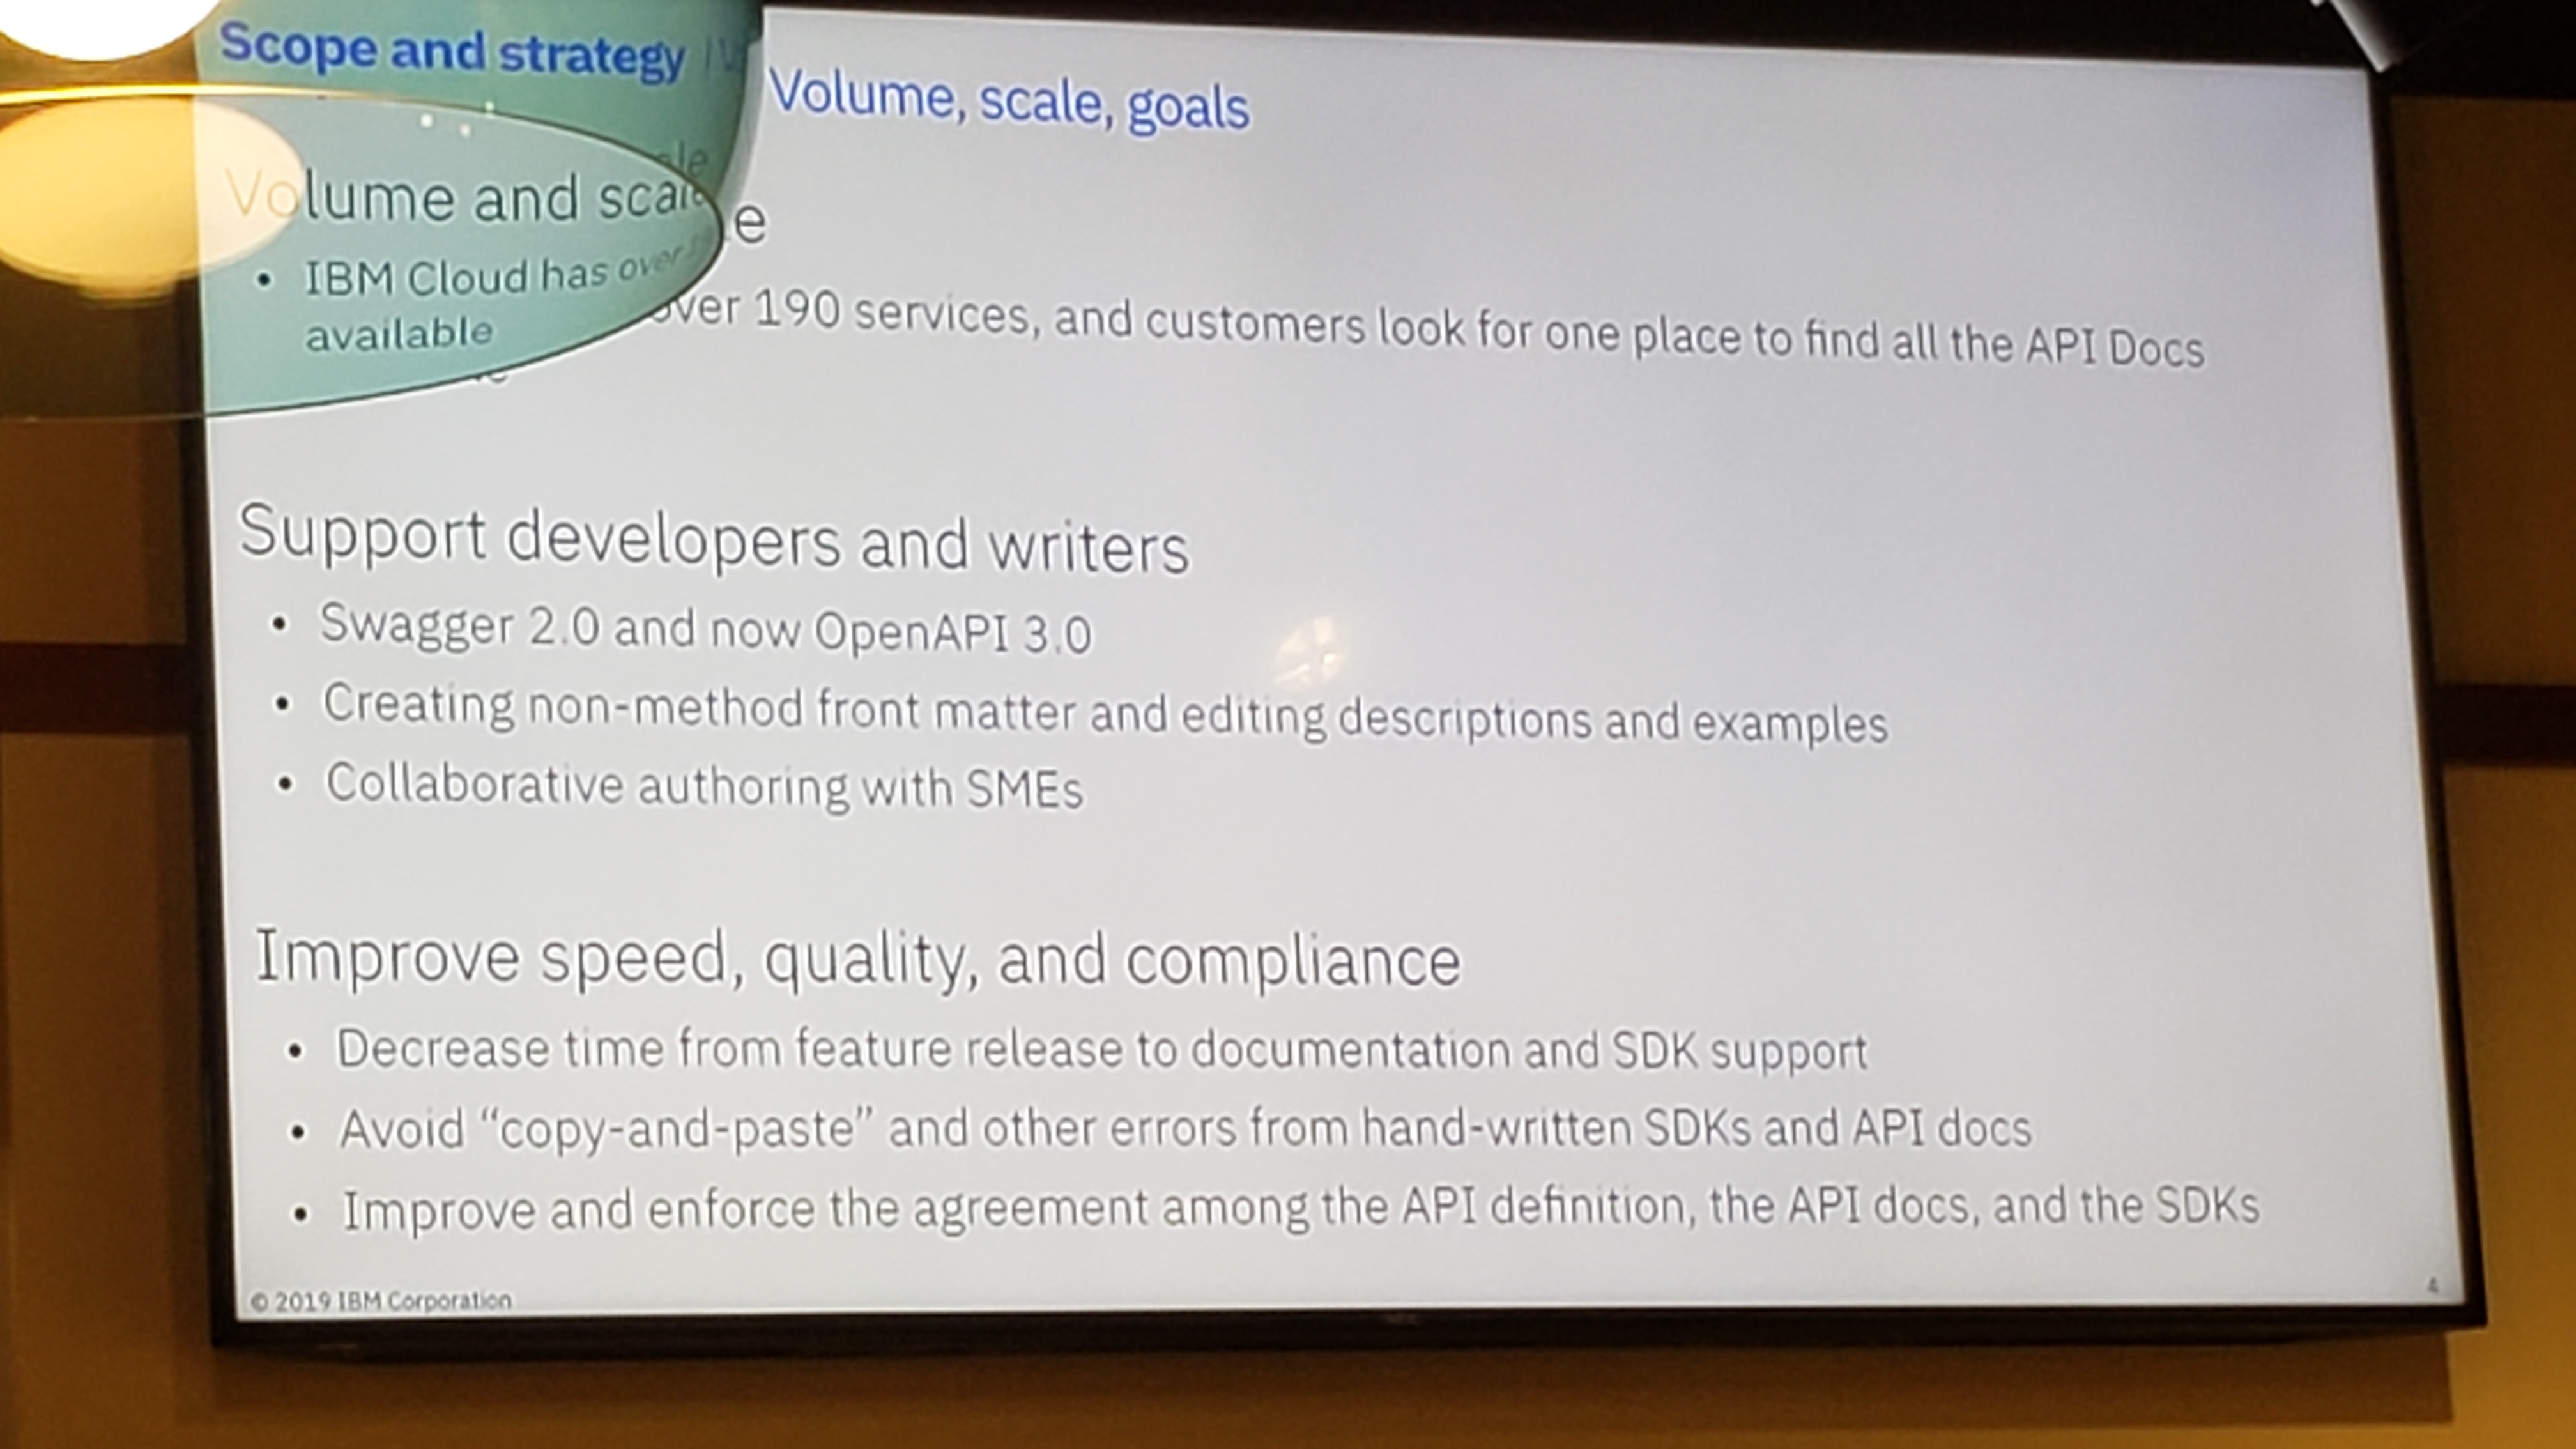 Scope and strategy | Volume, scale, goals
Volume and scale
• IBM Cloud has over 190 services, and customers look for one place to find all the API Docs
available
Support developers and writers
• Swagger 2.0 and now OpenAPI 3.0
• Creating non-method front matter and editing descriptions and examples
• Collaborative authoring with SMEs
Improve speed, quality, and compliance
• Decrease time from feature release to documentation and SDK support
• Avoid “copy-and-paste” and other errors from hand-written SDKs and API docs
• Improve and enforce the agreement among the API definition, the API docs, and the SDKs
© 2019 IBM Corporation
4